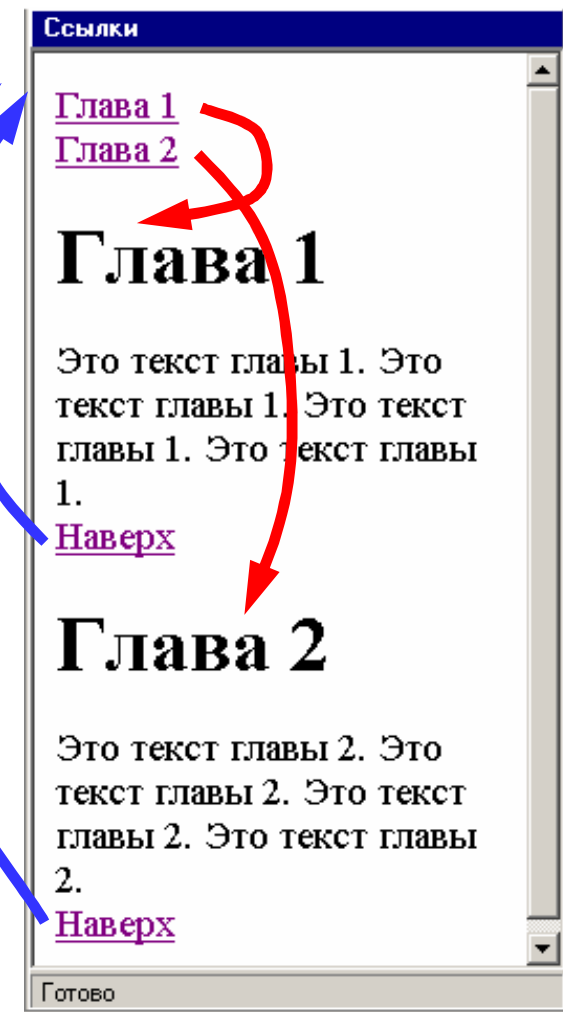 Ссылки
Глава 1
Глава 2
Глава 1
Это текст главы 1. Это
текст главы 1. Это текст
главы 1. Это текст главы
1.
Наверх
Глава 2
Это текст главы 2. Это
текст главы 2. Это текст
главы 2. Это текст главы
2.
Наверх
Готово